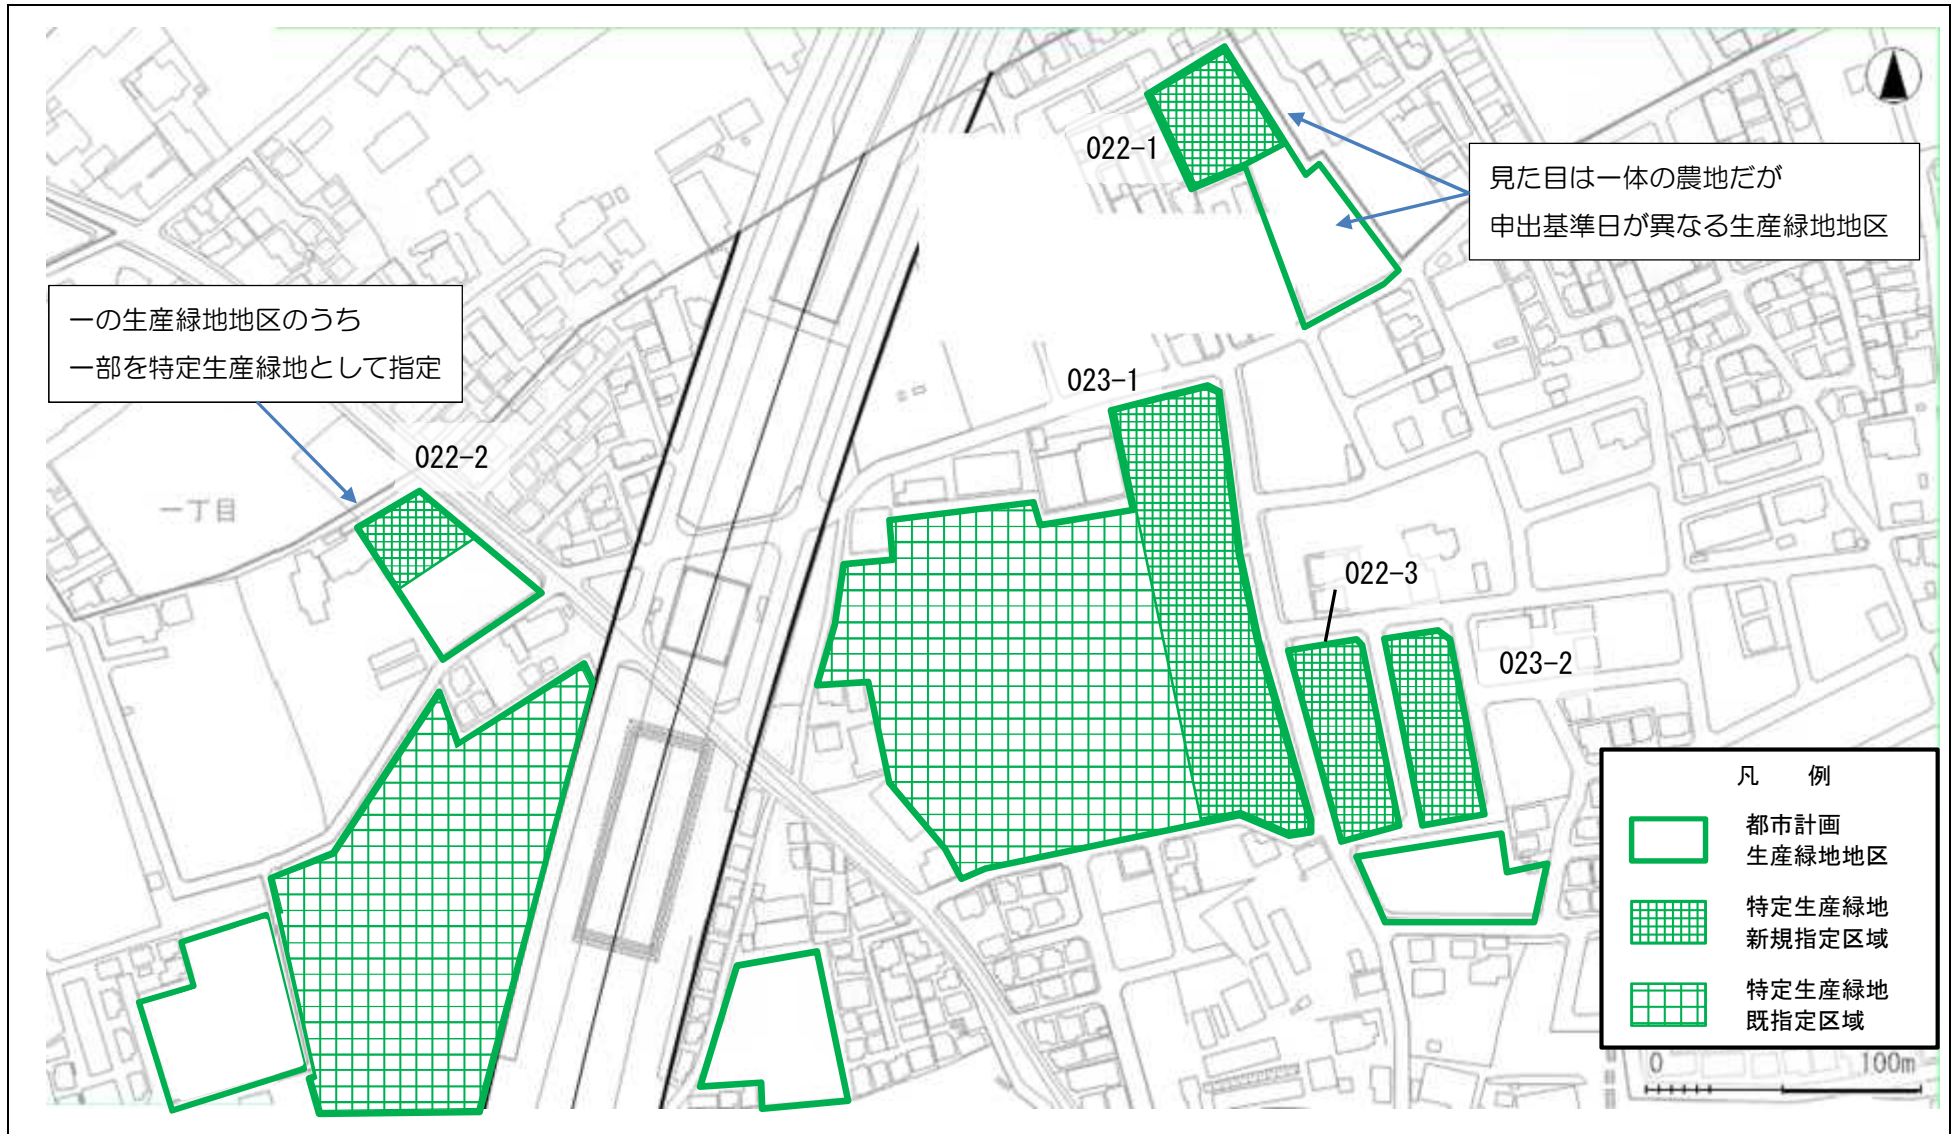 022-1
見た目は一体の農地だが
申出基準日が異なる生産緑地地区
一の生産緑地地区のうち
一部を特定生産緑地として指定
023-1
022-2
一丁目
022-3
023-2
凡 例
都市計画
生産緑地地区
特定生産緑地
新規指定区域
特定生産緑地
既指定区域
0 100m